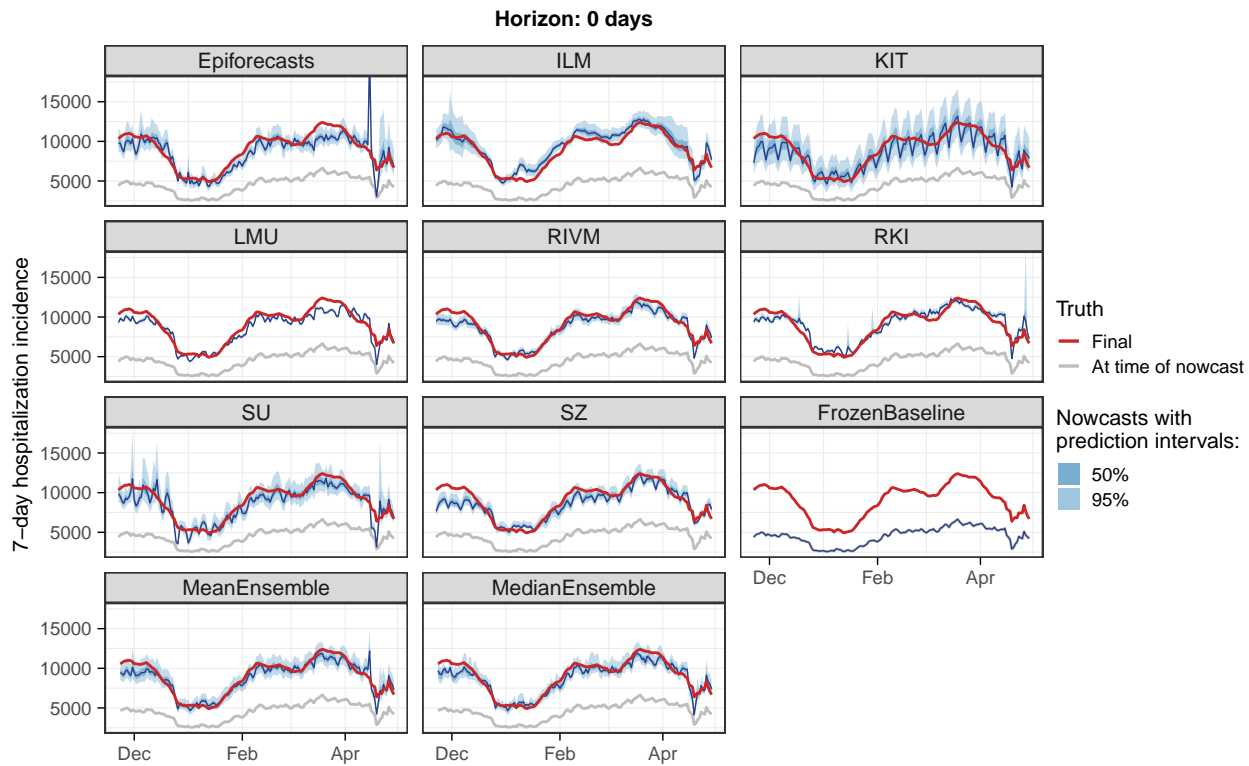 Horizon: 0 days
Epiforecasts
ILM
KIT
15000
10000
5000
LMU
RIVM
RKI
15000
10000
5000
SU
SZ
FrozenBaseline
15000
10000
5000
Dec
Feb
Apr
MeanEnsemble
MedianEnsemble
15000
10000
5000
Dec
Feb
Apr
Dec
Feb
Apr
7−day hospitalization incidence
Truth
Final
At time of nowcast
Nowcasts with
prediction intervals:
50%
95%